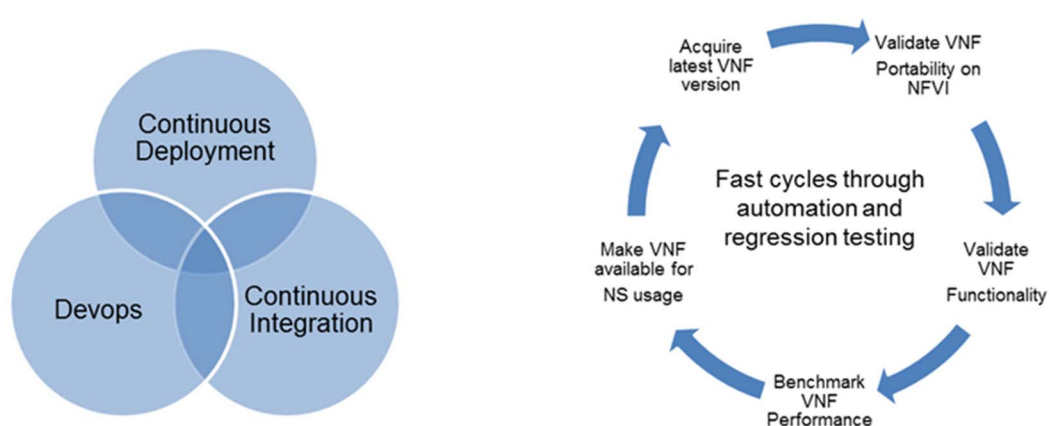 Continuous
Deployment
Devops
Continuous
Integration
Acquire
latest VNF
version
Validate VNF
Portability on
NFVI
Fast cycles through
automation and
regression testing
Validate
VNF
Functionality
Benchmark
VNF
Performance
Make VNF
available for
NS usage